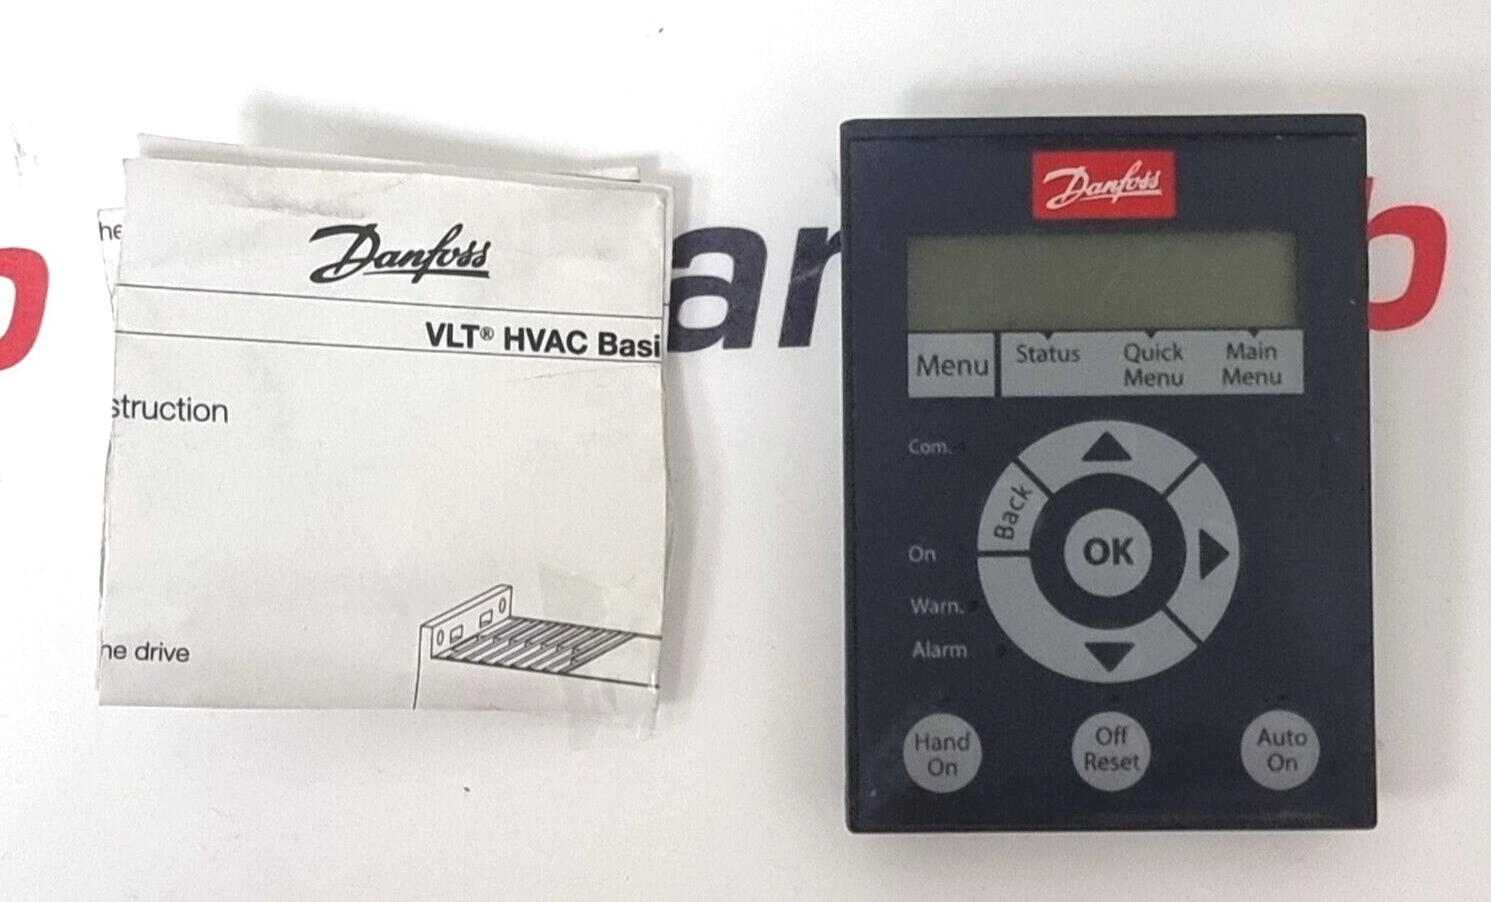 he
Danfoss
VLT® HVAC Basi
struction
he drive
ar
Danfoss
Menu
Status
Quick
Menu
Main
Menu
Com.
Back
OK
On
Warn.
Alarm
Hand
On
Off
Reset
Auto
On